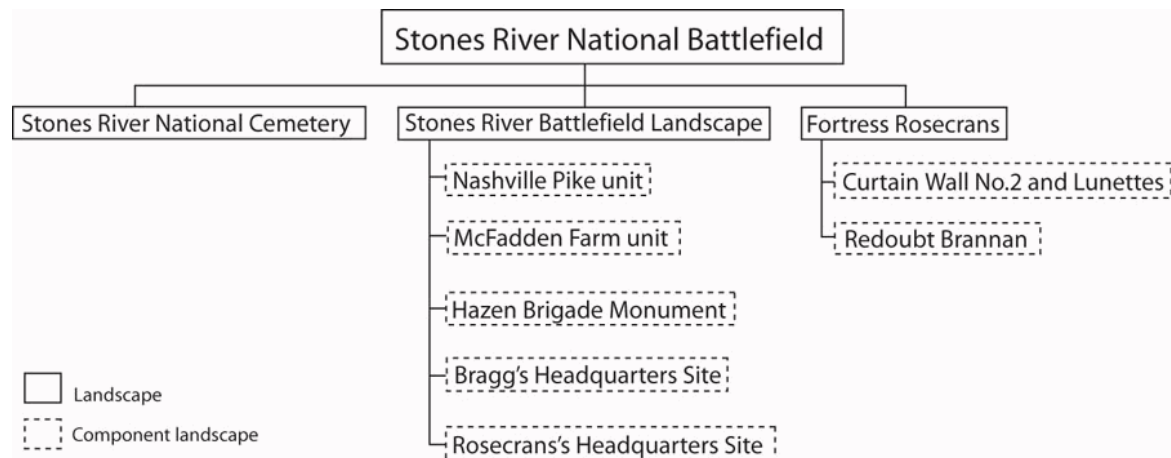 Stones River National Battlefield
Stones River National Cemetery
Stones River Battlefield Landscape
Fortress Rosecrans
Nashville Pike unit
Curtain Wall No.2 and Lunettes
McFadden Farm unit
Redoubt Brannan
Hazen Brigade Monument
Bragg's Headquarters Site
Rosecrans's Headquarters Site
Landscape
Component landscape